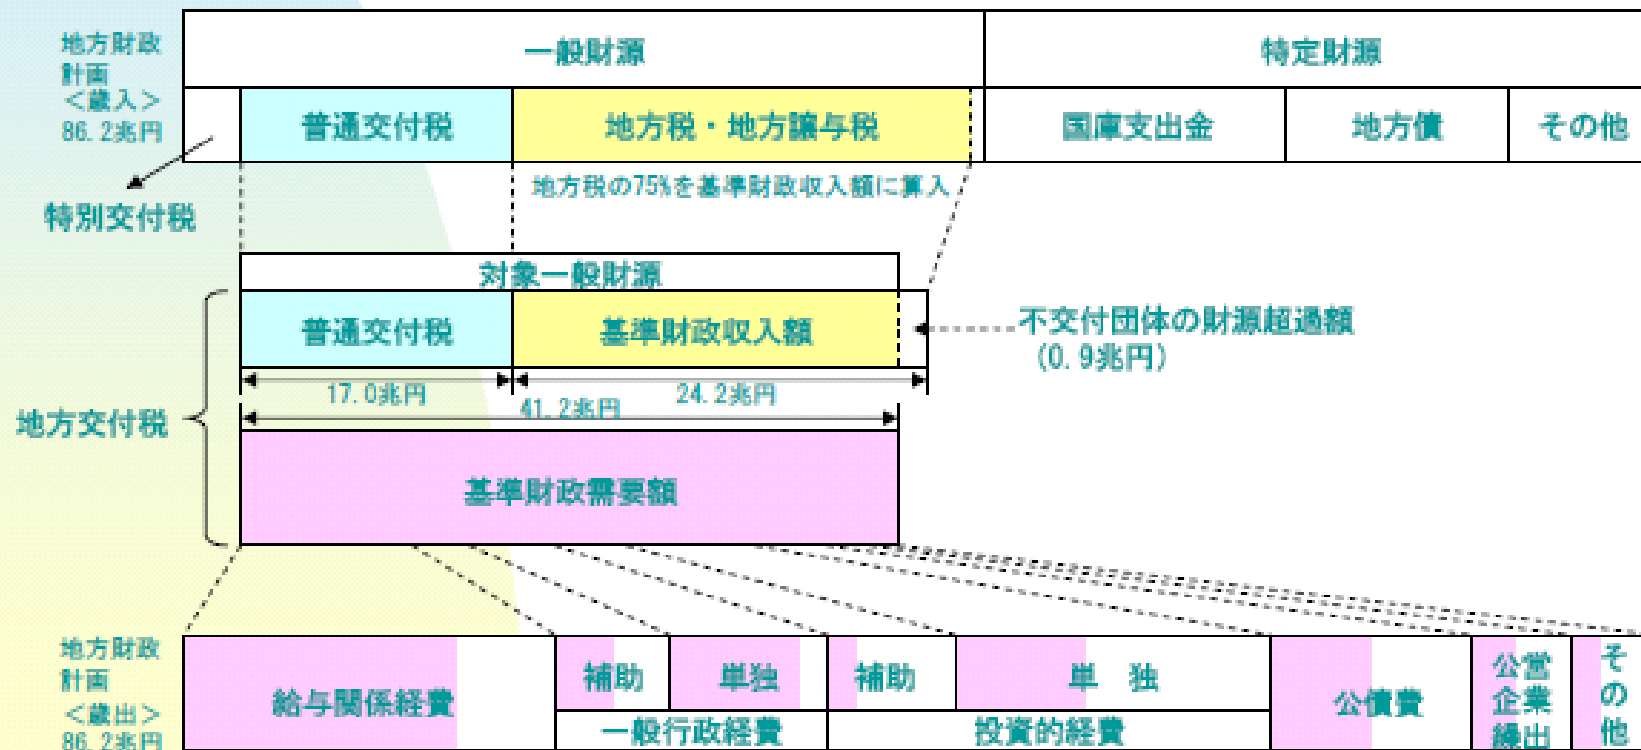 地方財政
計画
＜歳入＞
86.2兆円
一般財源
特定財源
普通交付税
地方税・地方譲与税
国庫支出金
地方債
その他
特別交付税
地方税の75%を基準財政収入額に算入
対象一般財源
普通交付税
基準財政収入額
不交付団体の財源超過額
(0.9兆円)
17.0兆円
24.2兆円
41.2兆円
地方交付税
基準財政需要額
地方財政
計画
＜歳出＞
86.2兆円
給与関係経費
補助
単独
一般行政経費
補助
単 独
投資的経費
公債費
公営
企業
繰出
その他